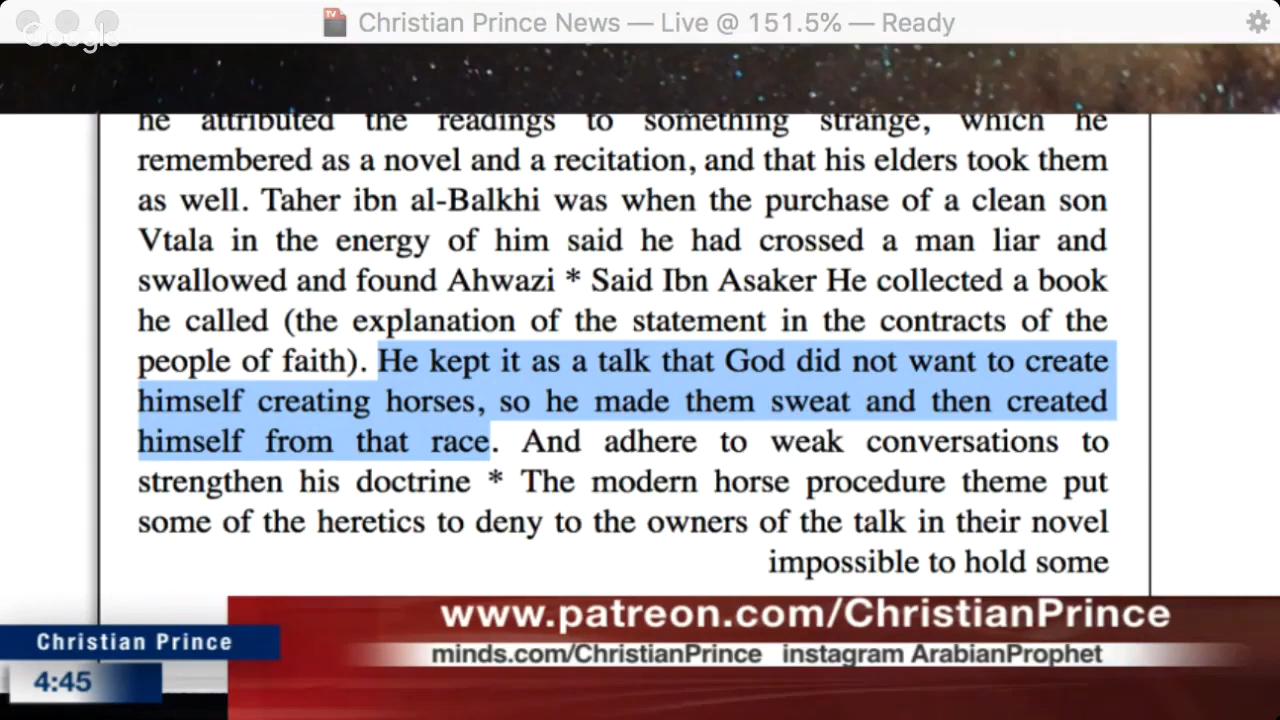 Christian Prince News — Live @ 151.5% — Ready
Google
he attributed the readings to something strange, which he
remembered as a novel and a recitation, and that his elders took them
as well. Taher ibn al-Balkhi was when the purchase of a clean son
Vtala in the energy of him said he had crossed a man liar and
swallowed and found Ahwazi * Said Ibn Asaker He collected a book
he called (the explanation of the statement in the contracts of the
people of faith). He kept it as a talk that God did not want to create
himself creating horses, so he made them sweat and then created
himself from that race. And adhere to weak conversations to
strengthen his doctrine * The modern horse procedure theme put
some of the heretics to deny to the owners of the talk in their novel
impossible to hold some
www.patreon.com/ChristianPrince
Christian Prince
minds.com/ChristianPrince instagram ArabianProphet
4:45